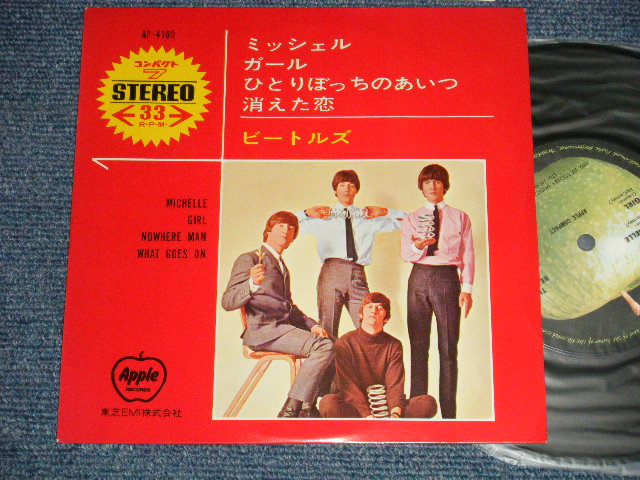 AP-4100
コンパクト
7
STEREO
33
R·P·M·
ミッシェル
ガール
ひとりぼっちのあいつ
消えた恋
ビートルズ
MICHELLE
GIRL
NOWHERE MAN
WHAT GOES ON
Apple
RECORDS
東芝EMI株式会社
GIRL
APPLE COMPACT